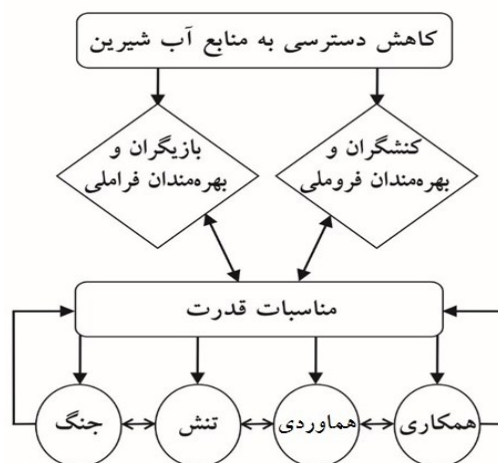 کاهش دسترسی به منابع آب شیرین
کنشگران و
بهره‌مندان فروملی
بازیگران و
بهره‌مندان فراملی
مناسبات قدرت
همکاری
هماوردی
تنش
جنگ